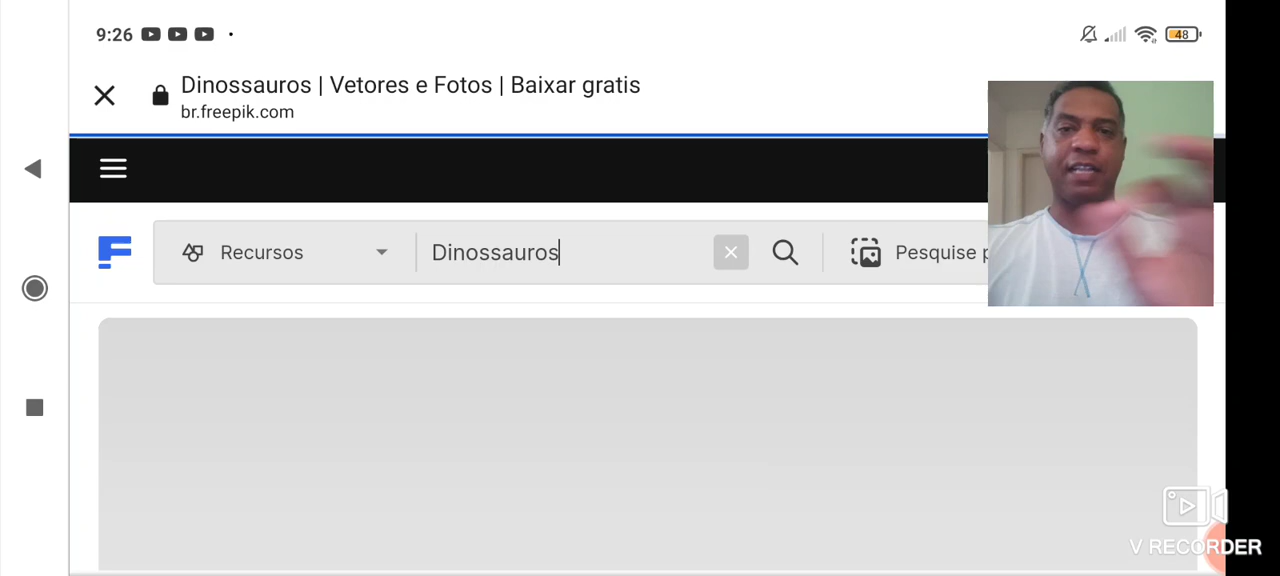 9:26
48
Dinossauros | Vetores e Fotos | Baixar gratis
br.freepik.com
Recursos
Dinossauros
Pesquise p
V RECORDER